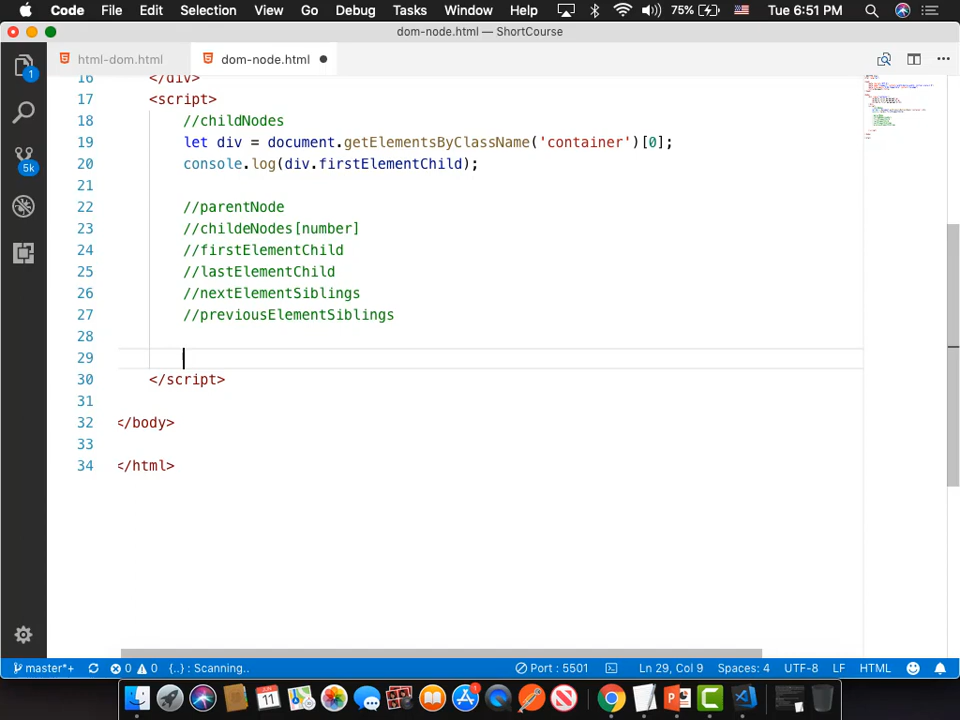 Code File Edit Selection View Go Debug Tasks Window Help 75% Tue 6:51 PM
dom-node.html — ShortCourse
html-dom.html dom-node.html
16 </div>
17 <script>
18 //childNodes
19 let div = document.getElementsByClassName('container')[0];
20 console.log(div.firstElementChild);
21
22 //parentNode
23 //childeNodes[number]
24 //firstElementChild
25 //lastElementChild
26 //nextElementSiblings
27 //previousElementSiblings
28
29
30 </script>
31
32 </body>
33
34 </html>
1
5k
master*+ 0 0 {..} : Scanning.. Port : 5501 Ln 29, Col 9 Spaces: 4 UTF-8 LF HTML
11